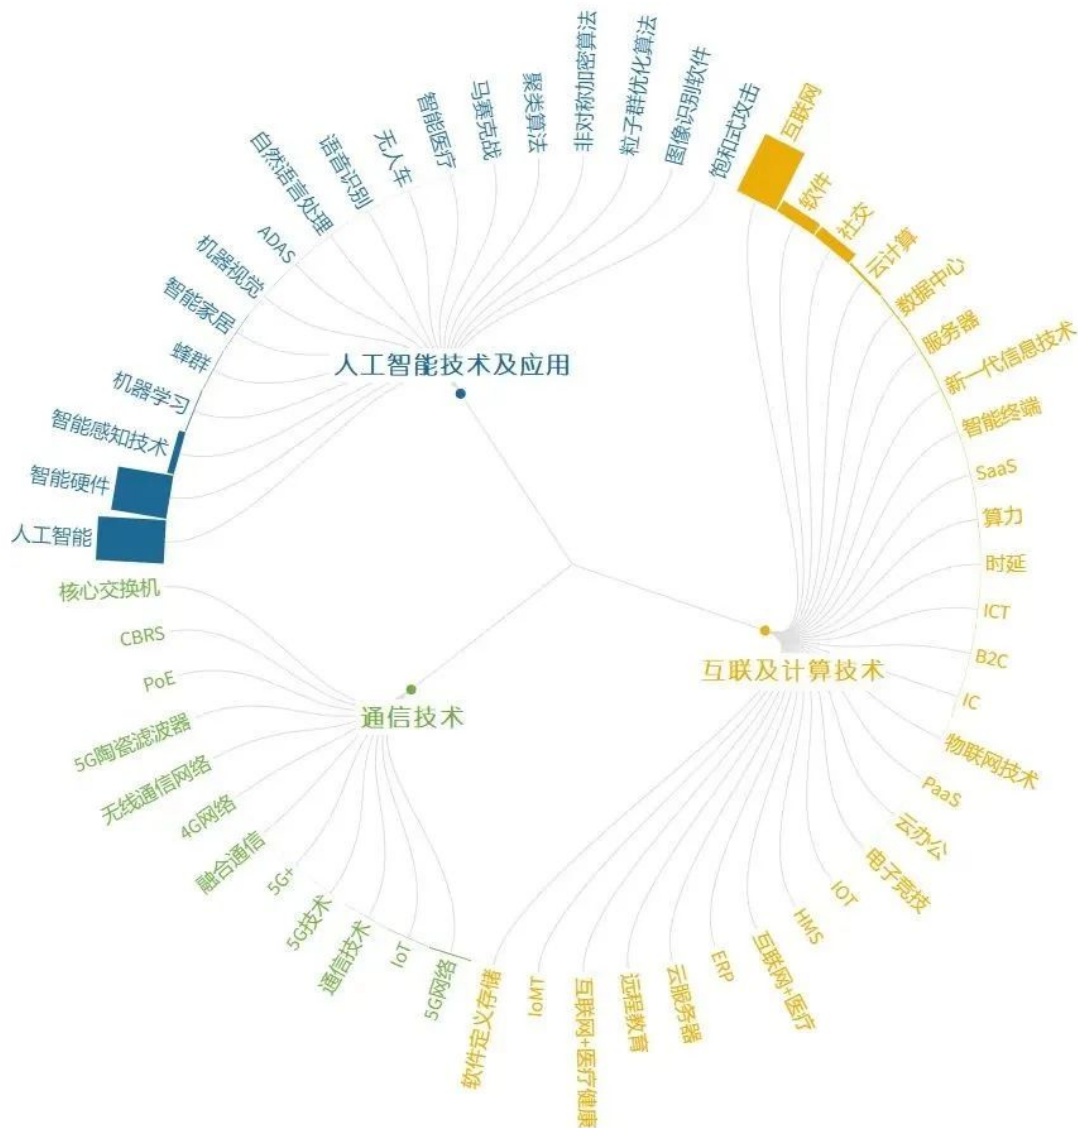 人工智能技术及应用
人工智能
智能硬件
智能感知技术
机器学习
蜂群
智能家居
机器视觉
ADAS
自然语言处理
语音识别
无人车
智能医疗
马赛克战
聚类算法
非对称加密算法
粒子群优化算法
图像识别软件
饱和式攻击
互联及计算技术
互联网
软件
社交
云计算
数据中心
服务器
新一代信息技术
智能终端
SaaS
算力
时延
ICT
B2C
IC
物联网技术
PaaS
云办公
电子竞技
IOT
HMS
互联网+医疗
ERP
云服务器
远程教育
互联网+医疗健康
IoMT
软件定义存储
通信技术
5G网络
IoT
通信技术
5G技术
5G+
融合通信
4G网络
无线通信网络
5G陶瓷滤波器
PoE
CBRS
核心交换机